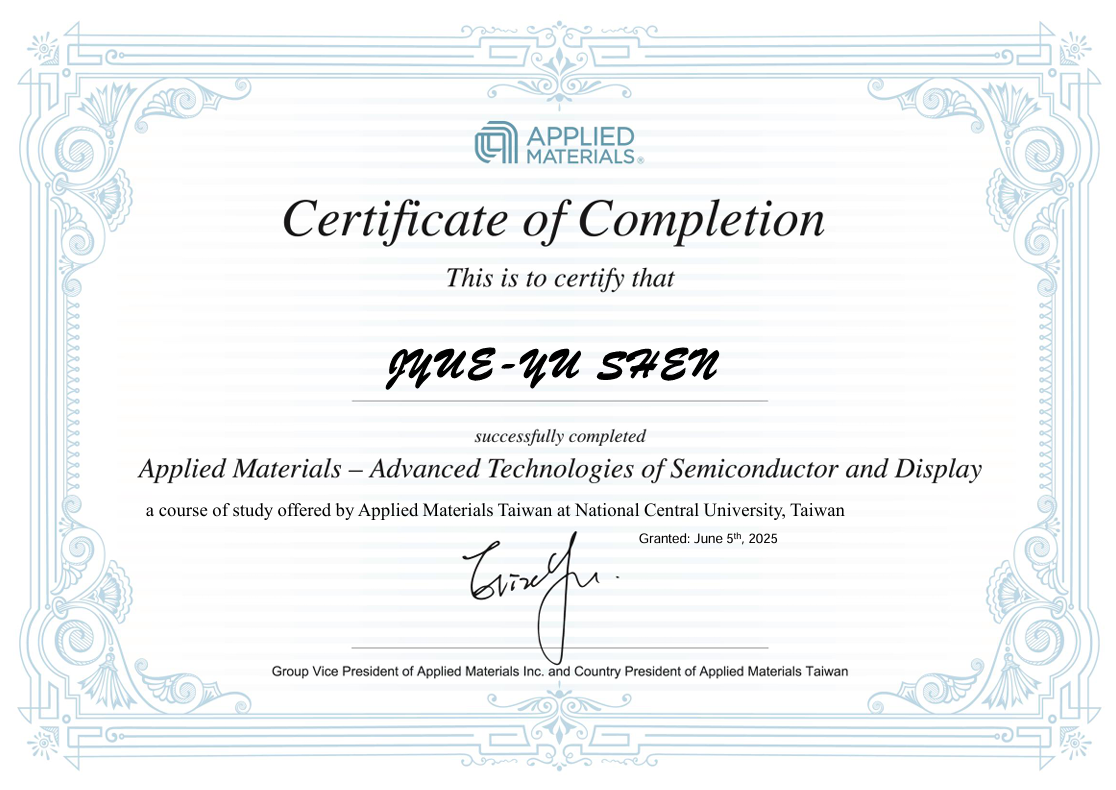 APPLIED
MATERIALS®
Certificate of Completion
This is to certify that
JYUE-YU SHEN
successfully completed
Applied Materials – Advanced Technologies of Semiconductor and Display
a course of study offered by Applied Materials Taiwan at National Central University, Taiwan
Granted: June 5th, 2025
Group Vice President of Applied Materials Inc. and Country President of Applied Materials Taiwan